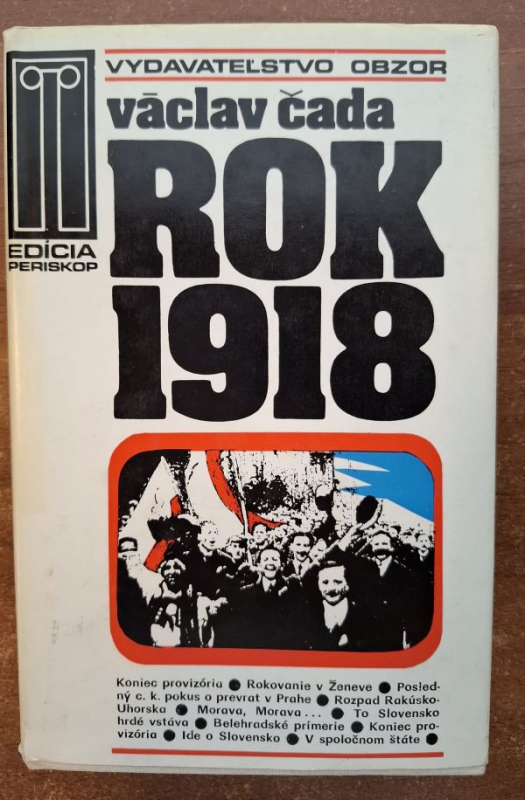 VYDAVATEĽSTVO OBZOR
václav čada
ROK
1918
EDÍCIA
PERISKOP
Koniec provizória ● Rokovanie v Ženeve ● Posled-
ný c. k. pokus o prevrat v Prahe ● Rozpad Rakúsko-
Uhorska ● Morava, Morava... ● To Slovensko
hrdé vstáva ● Belehradské prímerie ● Koniec pro-
vizória ● Ide o Slovensko ● V spoločnom štáte ●